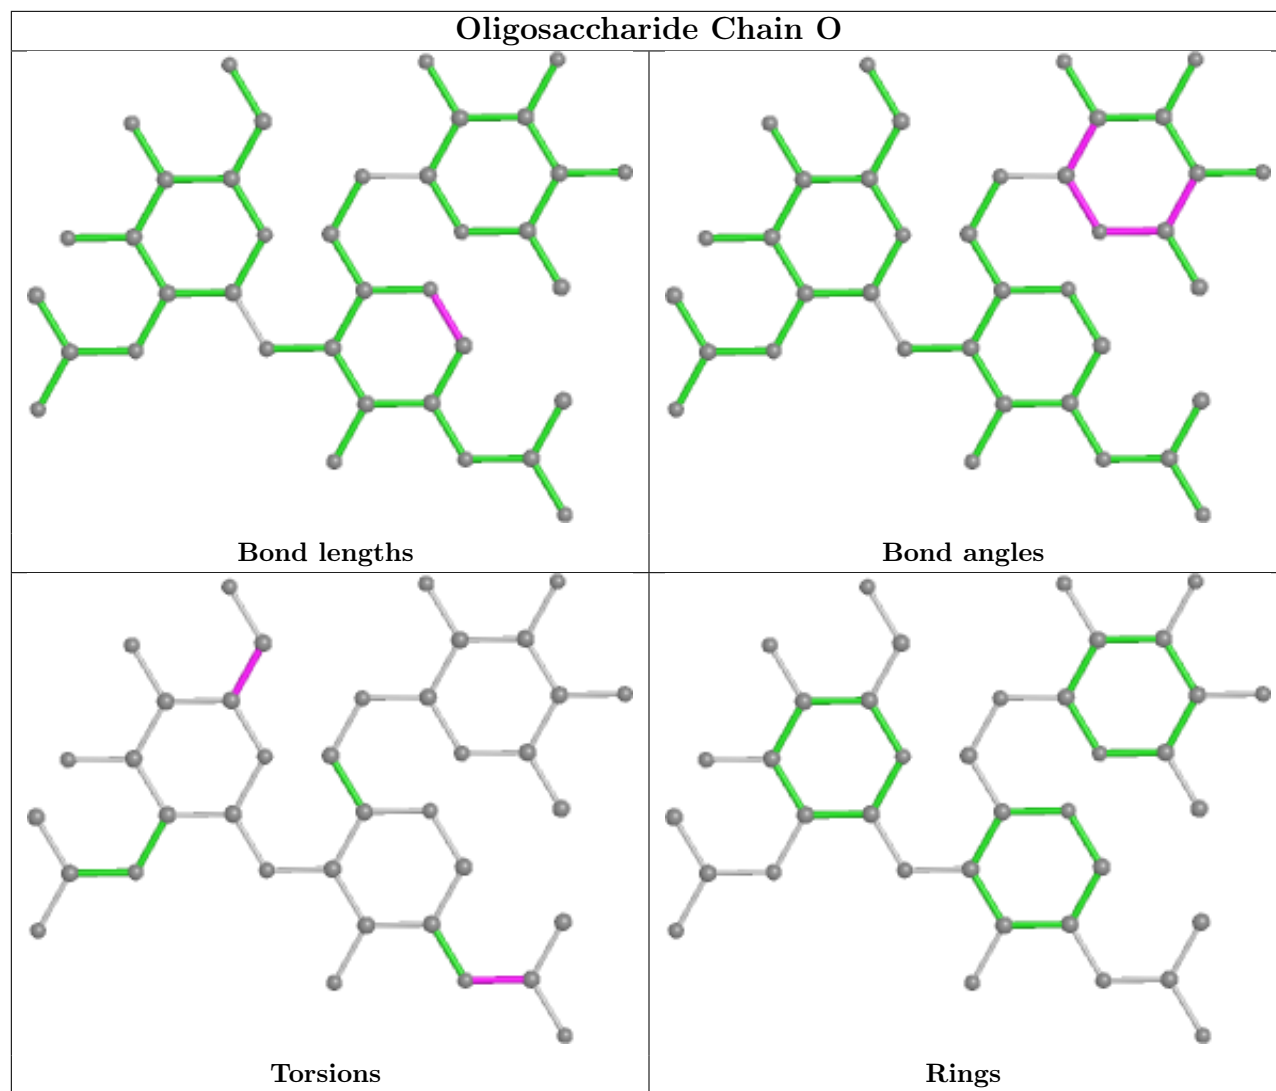 Oligosaccharide Chain O
Bond lengths
Bond angles
Torsions
Rings